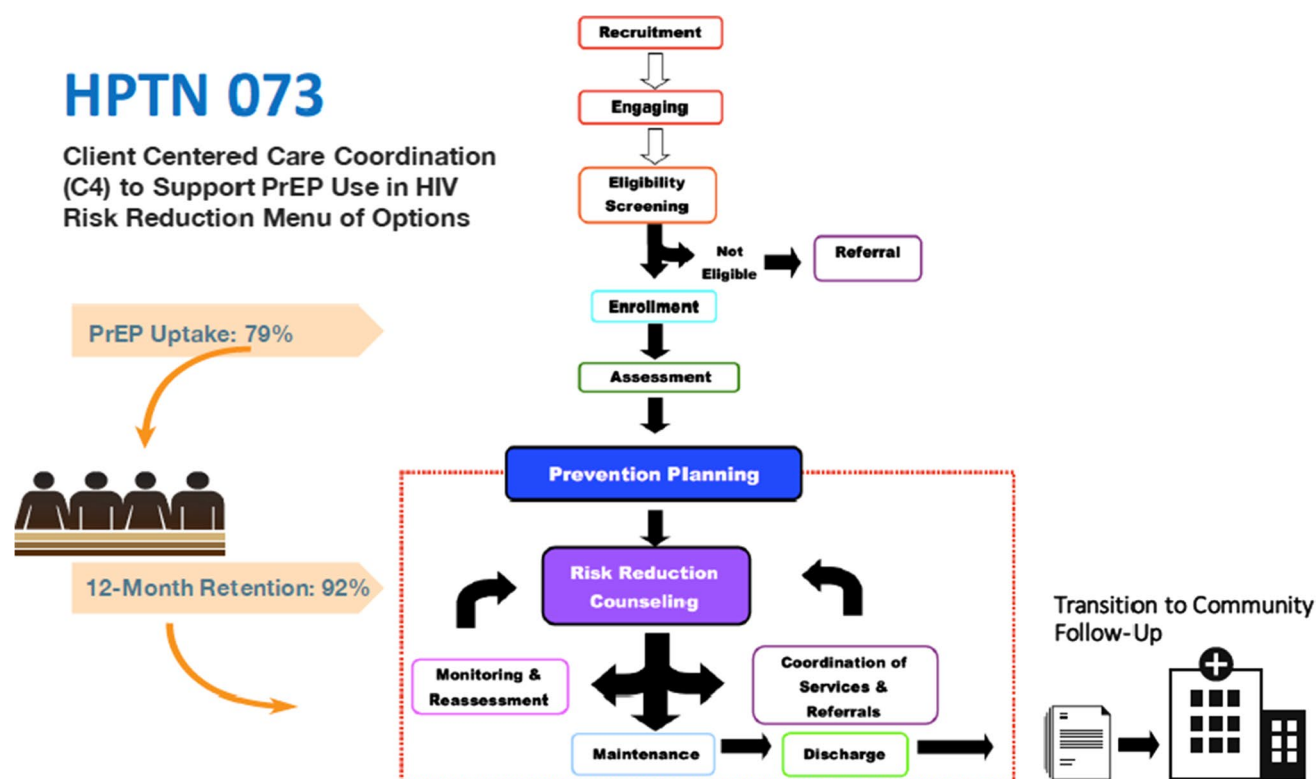 HPTN 073
Client Centered Care Coordination
(C4) to Support PrEP Use in HIV
Risk Reduction Menu of Options
Recruitment
Engaging
Eligibility
Screening
Not
Eligible
Referral
Enrollment
PrEP Uptake: 79%
Assessment
Prevention Planning
Risk Reduction
Counseling
12-Month Retention: 92%
Monitoring &
Reassessment
Coordination of
Services &
Referrals
Maintenance
Discharge
Transition to Community
Follow-Up